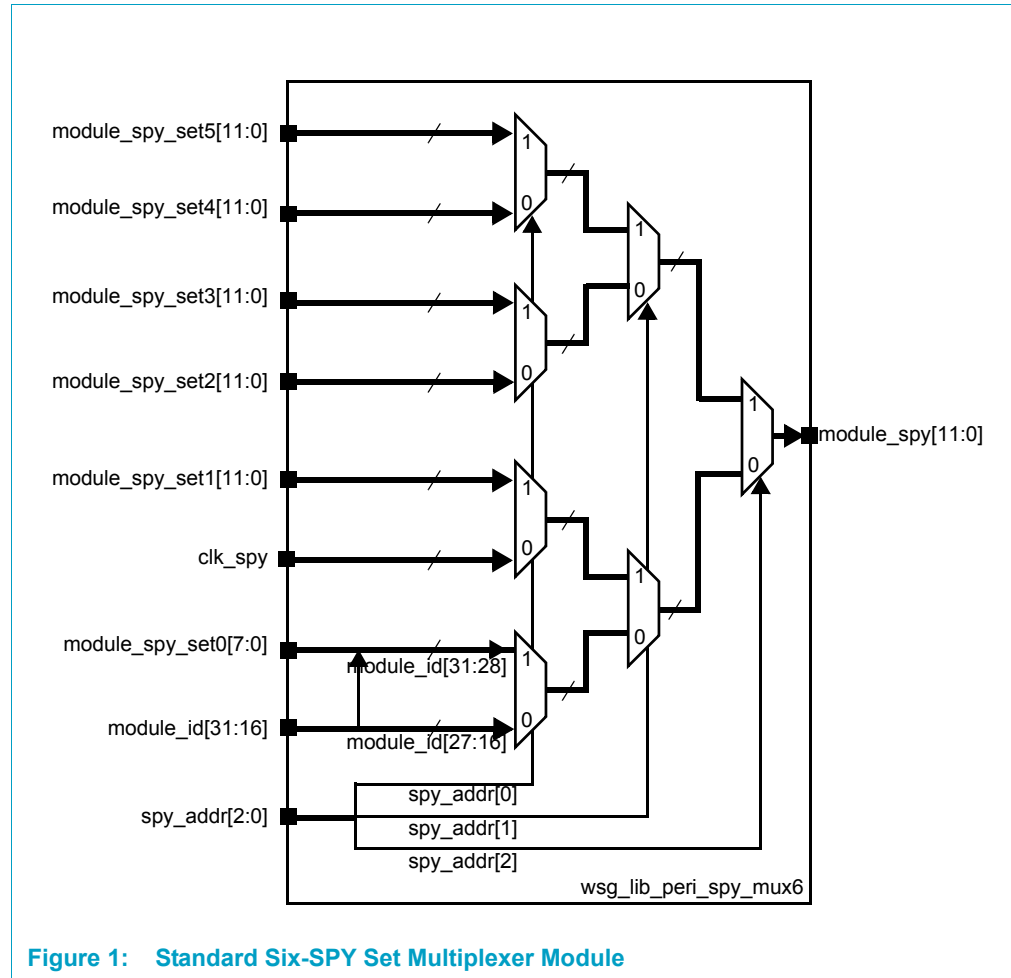 module_spy_set5[11:0]
1
module_spy_set4[11:0]
0
1
module_spy_set3[11:0]
1
0
module_spy_set2[11:0]
0
1
module_spy[11:0]
0
module_spy_set1[11:0]
1
clk_spy
0
1
module_spy_set0[7:0]
0
1
module_id[31:28]
module_id[31:16]
0
module_id[27:16]
spy_addr[0]
spy_addr[2:0]
spy_addr[1]
spy_addr[2]
wsg_lib_peri_spy_mux6
Figure 1: Standard Six-SPY Set Multiplexer Module